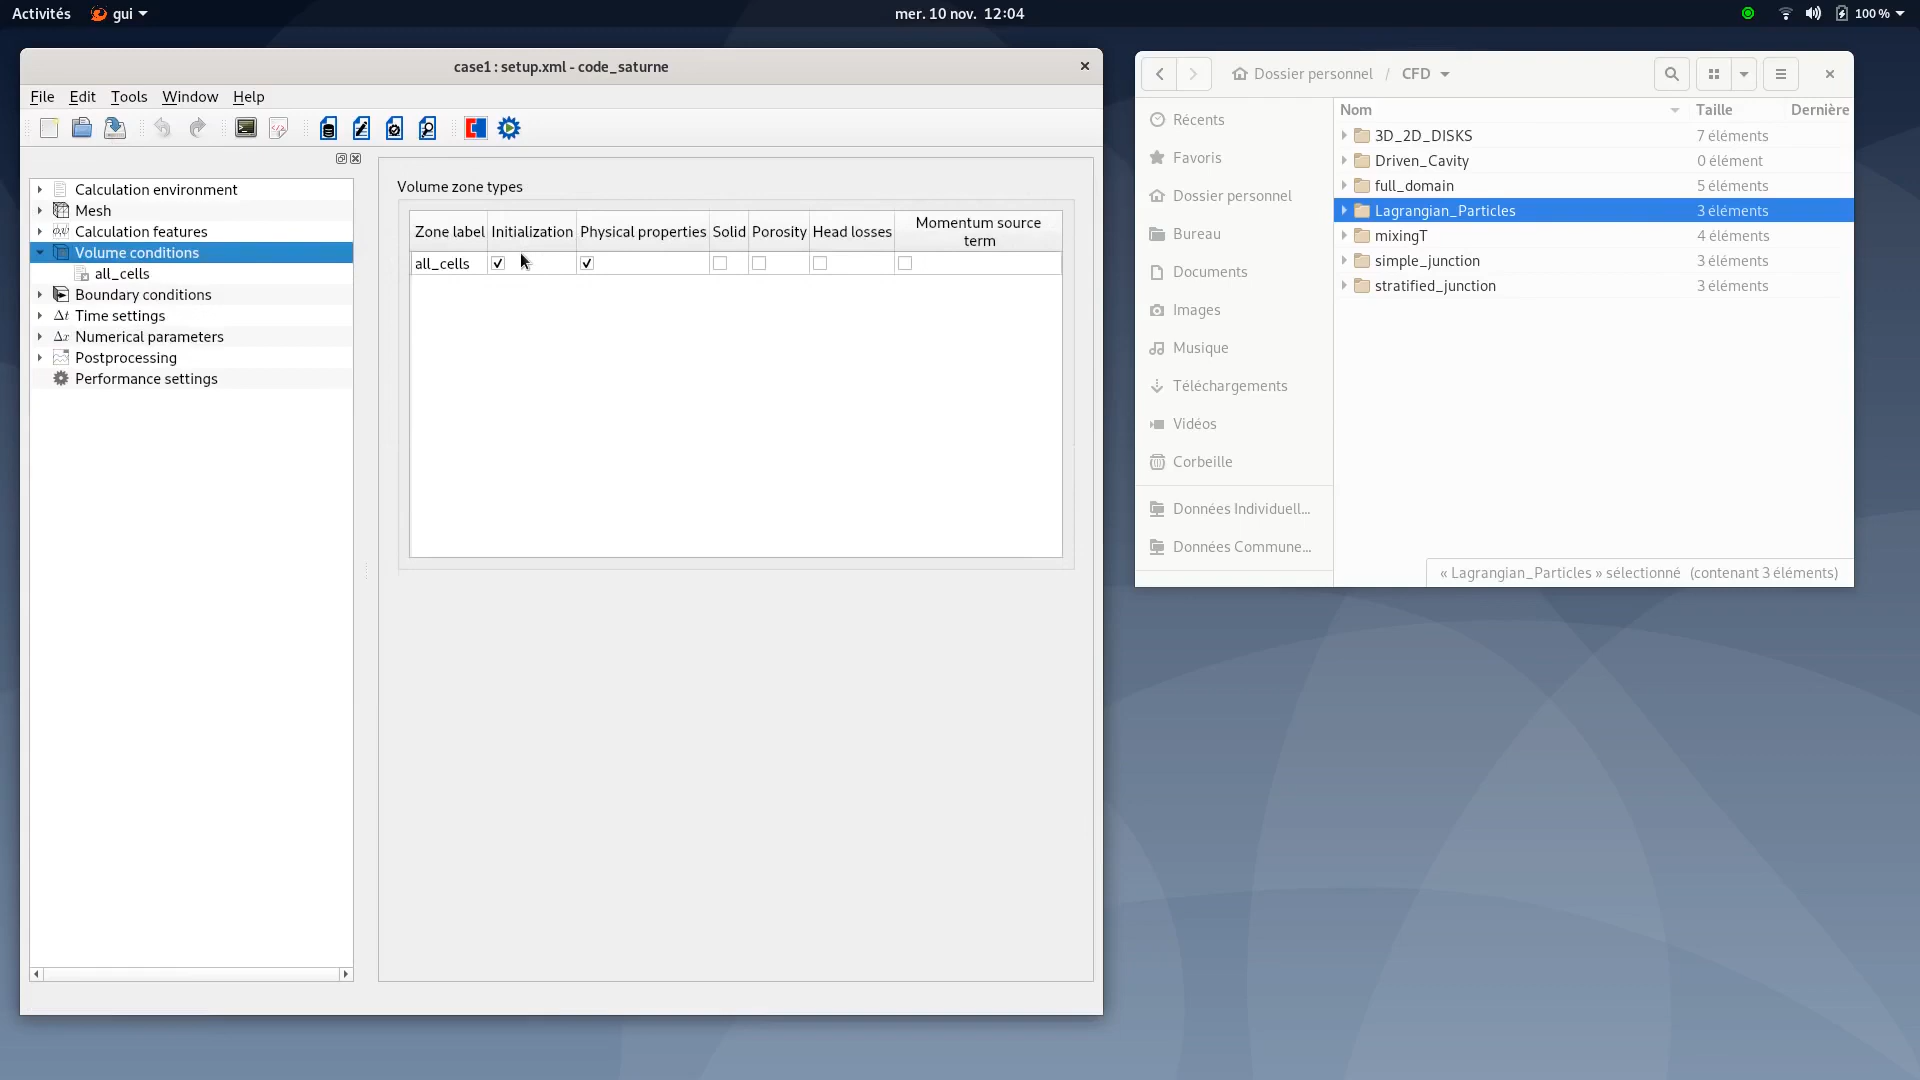 Activités gui mer. 10 nov. 12:04 100 %
case1 : setup.xml - code_saturne
File Edit Tools Window Help
Calculation environment
Mesh
Calculation features
Volume conditions
all_cells
Boundary conditions
Time settings
Numerical parameters
Postprocessing
Performance settings
Volume zone types
Zone label Initialization Physical properties Solid Porosity Head losses Momentum source term
all_cells
Dossier personnel / CFD
Récents
Favoris
Dossier personnel
Bureau
Documents
Images
Musique
Téléchargements
Vidéos
Corbeille
Données Individuell...
Données Commune...
Nom Taille Dernière
3D_2D_DISKS 7 éléments
Driven_Cavity 0 élément
full_domain 5 éléments
Lagrangian_Particles 3 éléments
mixingT 4 éléments
simple_junction 3 éléments
stratified_junction 3 éléments
« Lagrangian_Particles » sélectionné (contenant 3 éléments)